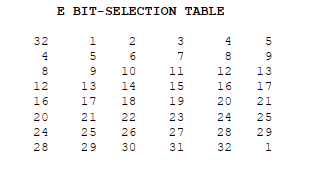 E BIT-SELECTION TABLE
32 1 2 3 4 5
4 5 6 7 8 9
8 9 10 11 12 13
12 13 14 15 16 17
16 17 18 19 20 21
20 21 22 23 24 25
24 25 26 27 28 29
28 29 30 31 32 1